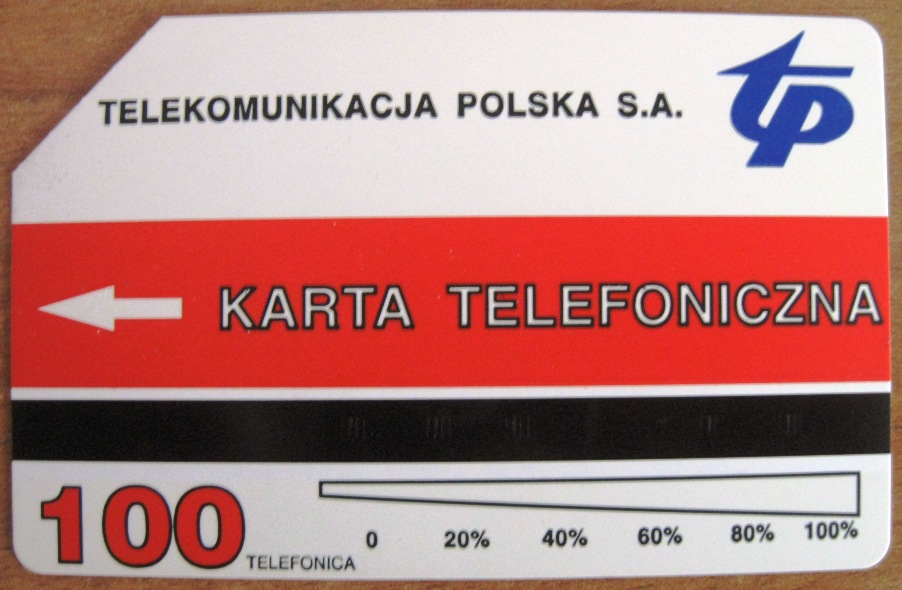 TELEKOMUNIKACJA POLSKA S.A.
tp
KARTA TELEFONICZNA
100
TELEFONICA
0 20% 40% 60% 80% 100%